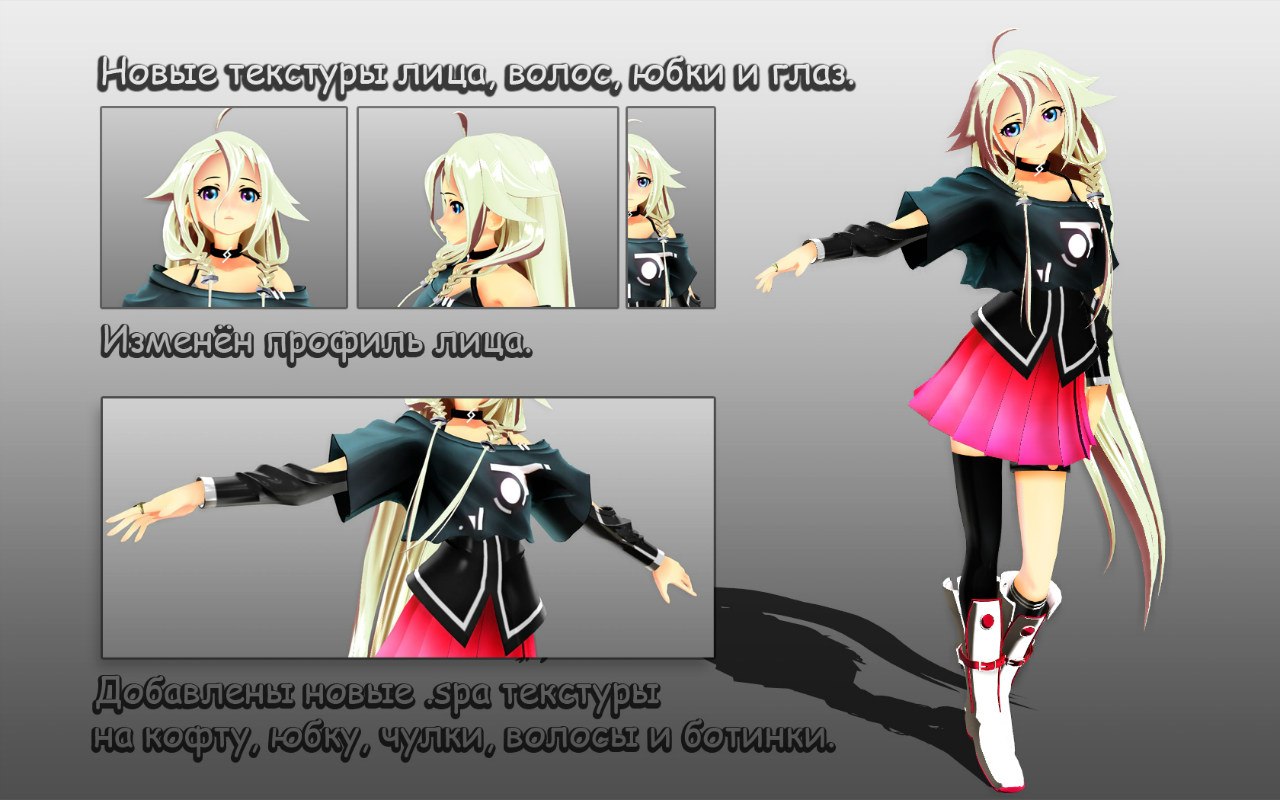 Новые текстуры лица, волос, юбки и глаз.
Изменён профиль лица.
Добавлены новые .spa текстуры
на кофту, юбку, чулки, волосы и ботинки.